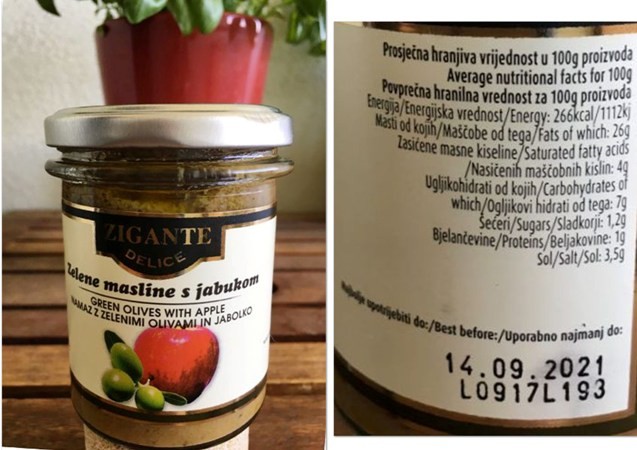 ZIGANTE
DELICE
Zelene masline s jabukom
GREEN OLIVES WITH APPLE
NAMAZ Z ZELENIMI OLIVAMI IN JABOLKO
Prosječna hranjiva vrijednost u 100g proizvoda
Average nutritional facts for 100g
Povprečna hranilna vrednost za 100g proizvoda
Energija/Energijska vrednost/Energy: 266kcal/1112kj
Masti od kojih/Maščobe od tega/Fats of which: 26g
Zasićene masne kiseline/Saturated fatty acids
/Nasičenih maščobnih kislin: 4g
Ugljikohidrati od kojih/Carbohydrates of
which/Ogljikovi hidrati od tega: 7g
Šećeri/Sugars/Sladkorji: 1,2g
Bjelančevine/Proteins/Beljakovine: 1g
Sol/Salt/Sol: 3,5g
Najbolje upotrijebiti do:/Best before:/Uporabno najmanj do:
14.09.2021
L0917L193